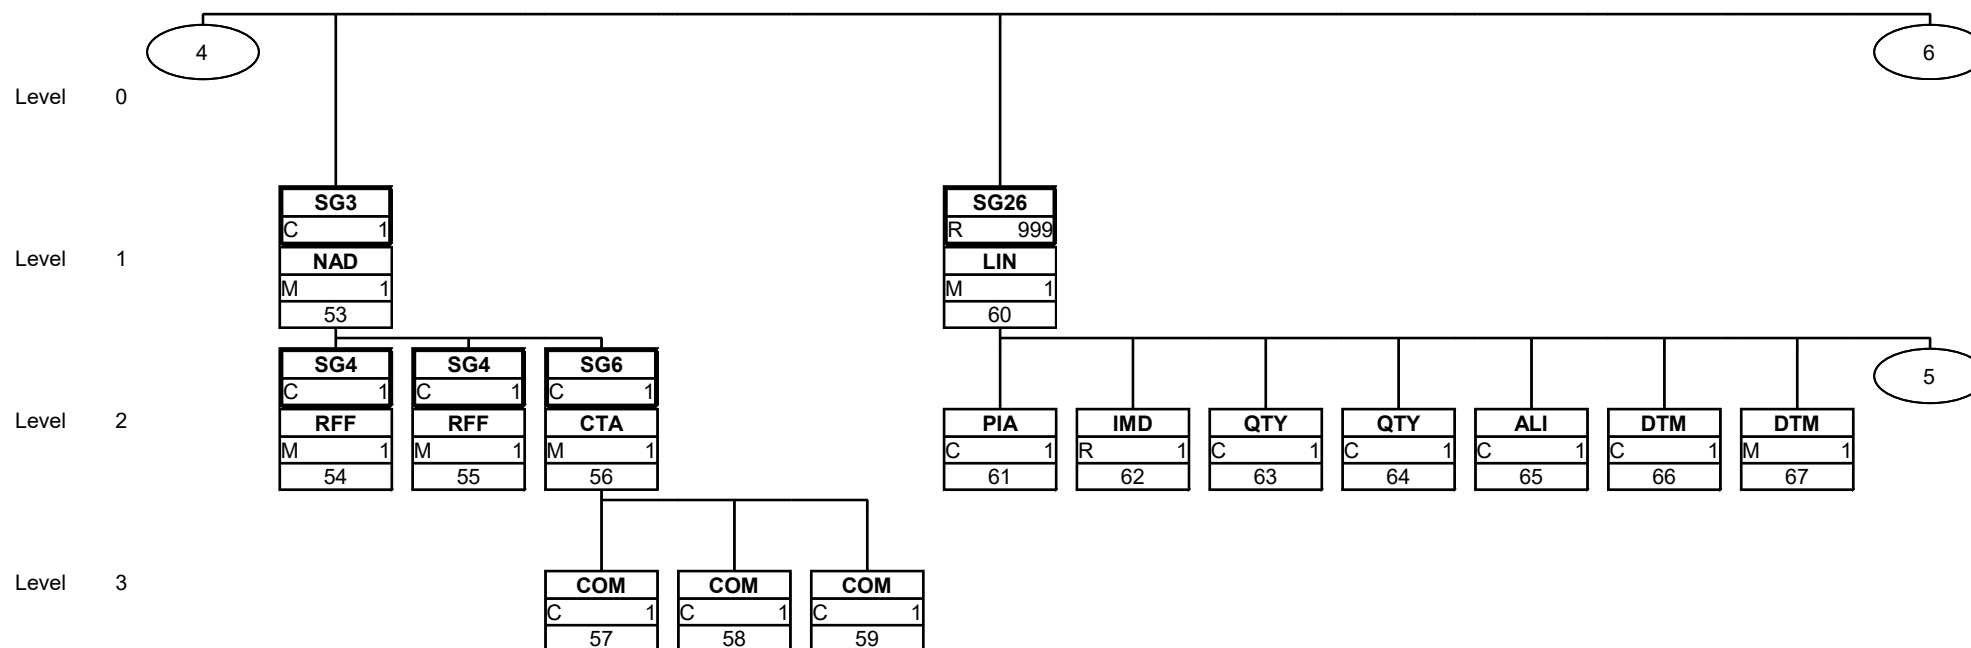 4 6
Level 0
SG3 SG26
C 1 R 999
Level 1 NAD LIN
M 1 M 1
53 60
SG4 SG4 SG6 5
C 1 C 1 C 1
Level 2 RFF RFF CTA PIA IMD QTY QTY ALI DTM DTM
M 1 M 1 M 1 C 1 R 1 C 1 C 1 C 1 C 1 M 1
54 55 56 61 62 63 64 65 66 67
Level 3 COM COM COM
C 1 C 1 C 1
57 58 59